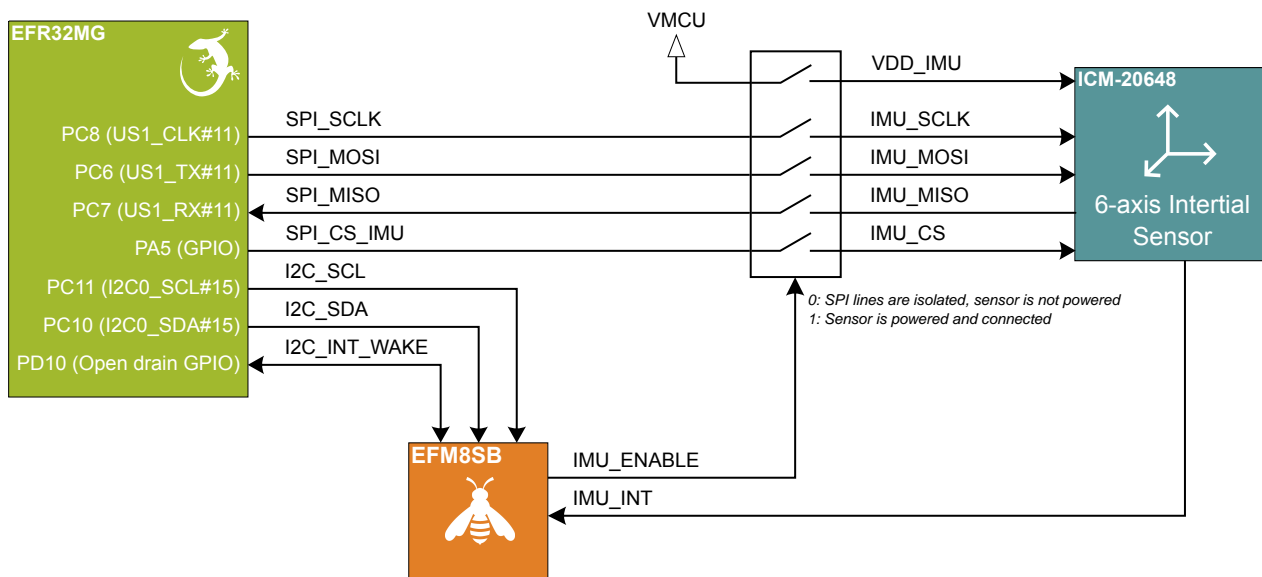 EFR32MG
VMCU
VDD_IMU
ICM-20648
PC8 (US1_CLK#11)
SPI_SCLK
IMU_SCLK
PC6 (US1_TX#11)
SPI_MOSI
IMU_MOSI
PC7 (US1_RX#11)
SPI_MISO
IMU_MISO
6-axis Intertial
Sensor
PA5 (GPIO)
SPI_CS_IMU
IMU_CS
PC11 (I2C0_SCL#15)
I2C_SCL
0: SPI lines are isolated, sensor is not powered
1: Sensor is powered and connected
PC10 (I2C0_SDA#15)
I2C_SDA
PD10 (Open drain GPIO)
I2C_INT_WAKE
EFM8SB
IMU_ENABLE
IMU_INT